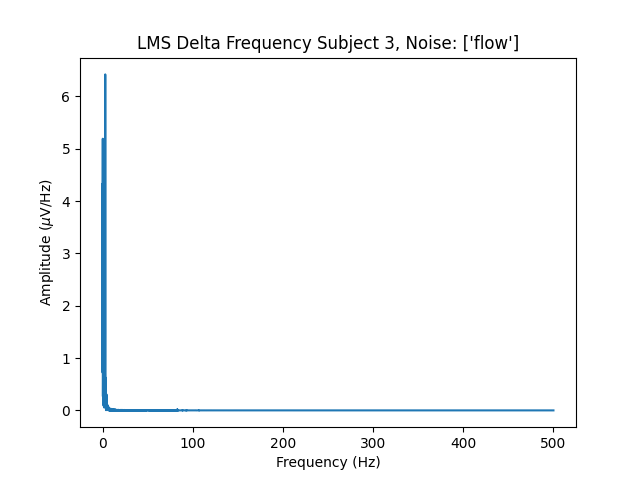 LMS Delta Frequency Subject 3, Noise: ['flow']
6
5
4
3
2
1
0
Amplitude (μV/Hz)
0 100 200 300 400 500
Frequency (Hz)